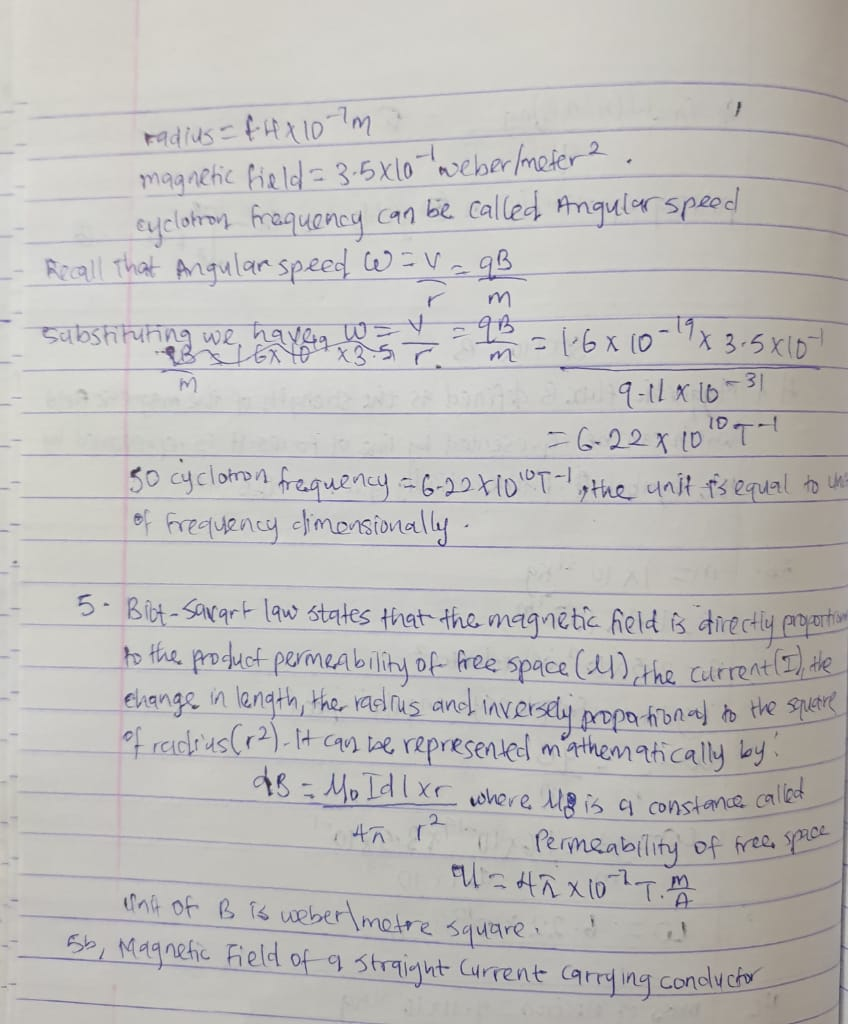 radius = 1.4 x 10⁻⁷m
magnetic field = 3.5x10⁻¹ weber/meter².
cyclotron frequency can be called Angular speed
Recall That Angular speed ω = v/r = qB/m
substituting we have, ω = v/r = qB/m = 1.6 x 10⁻¹⁹ x 3.5x10⁻¹ / 9.11 x 10⁻³¹
= 6.22 x 10¹⁰ T⁻¹
so cyclotron frequency = 6.22x10¹⁰T⁻¹, the unit is equal to
of frequency dimensionally.
5. Biot-Savart law states that the magnetic field is directly proportion
to the product permeability of free space (μ), the current (I), the
change in length, the radius and inversely propotional to the square
of radius (r²). It can be represented mathematically by:
dB = μ₀ Idl x r / 4π r² where μ₀ is a constance called
Permeability of free space
μ = 4π x 10⁻⁷ T. m/A
Unit of B is weber\metre square.
5b, Magnetic Field of a straight current carrying conductor